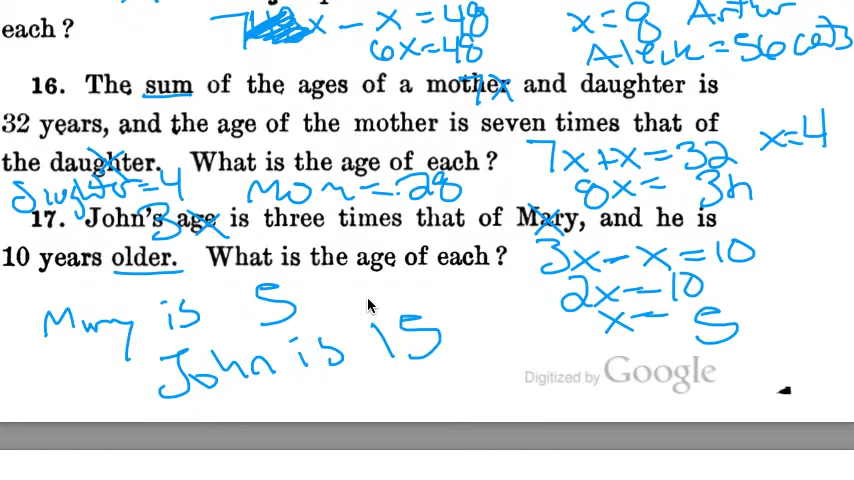 each ?
x - x = 48
6x=48
x=8 Arthur
Aleck=56 cats
16. The sum of the ages of a mother and daughter is
7x
32 years, and the age of the mother is seven times that of
x=4
the daughter. What is the age of each ?
x
7x+x=32
Daughter=4 Mom=28 8x=
17. John's age is three times that of Mary, and he is
3x x
10 years older. What is the age of each ?
3x-x=10
2x=10
x= 5
Mary is 5
John is 15
Digitized by Google